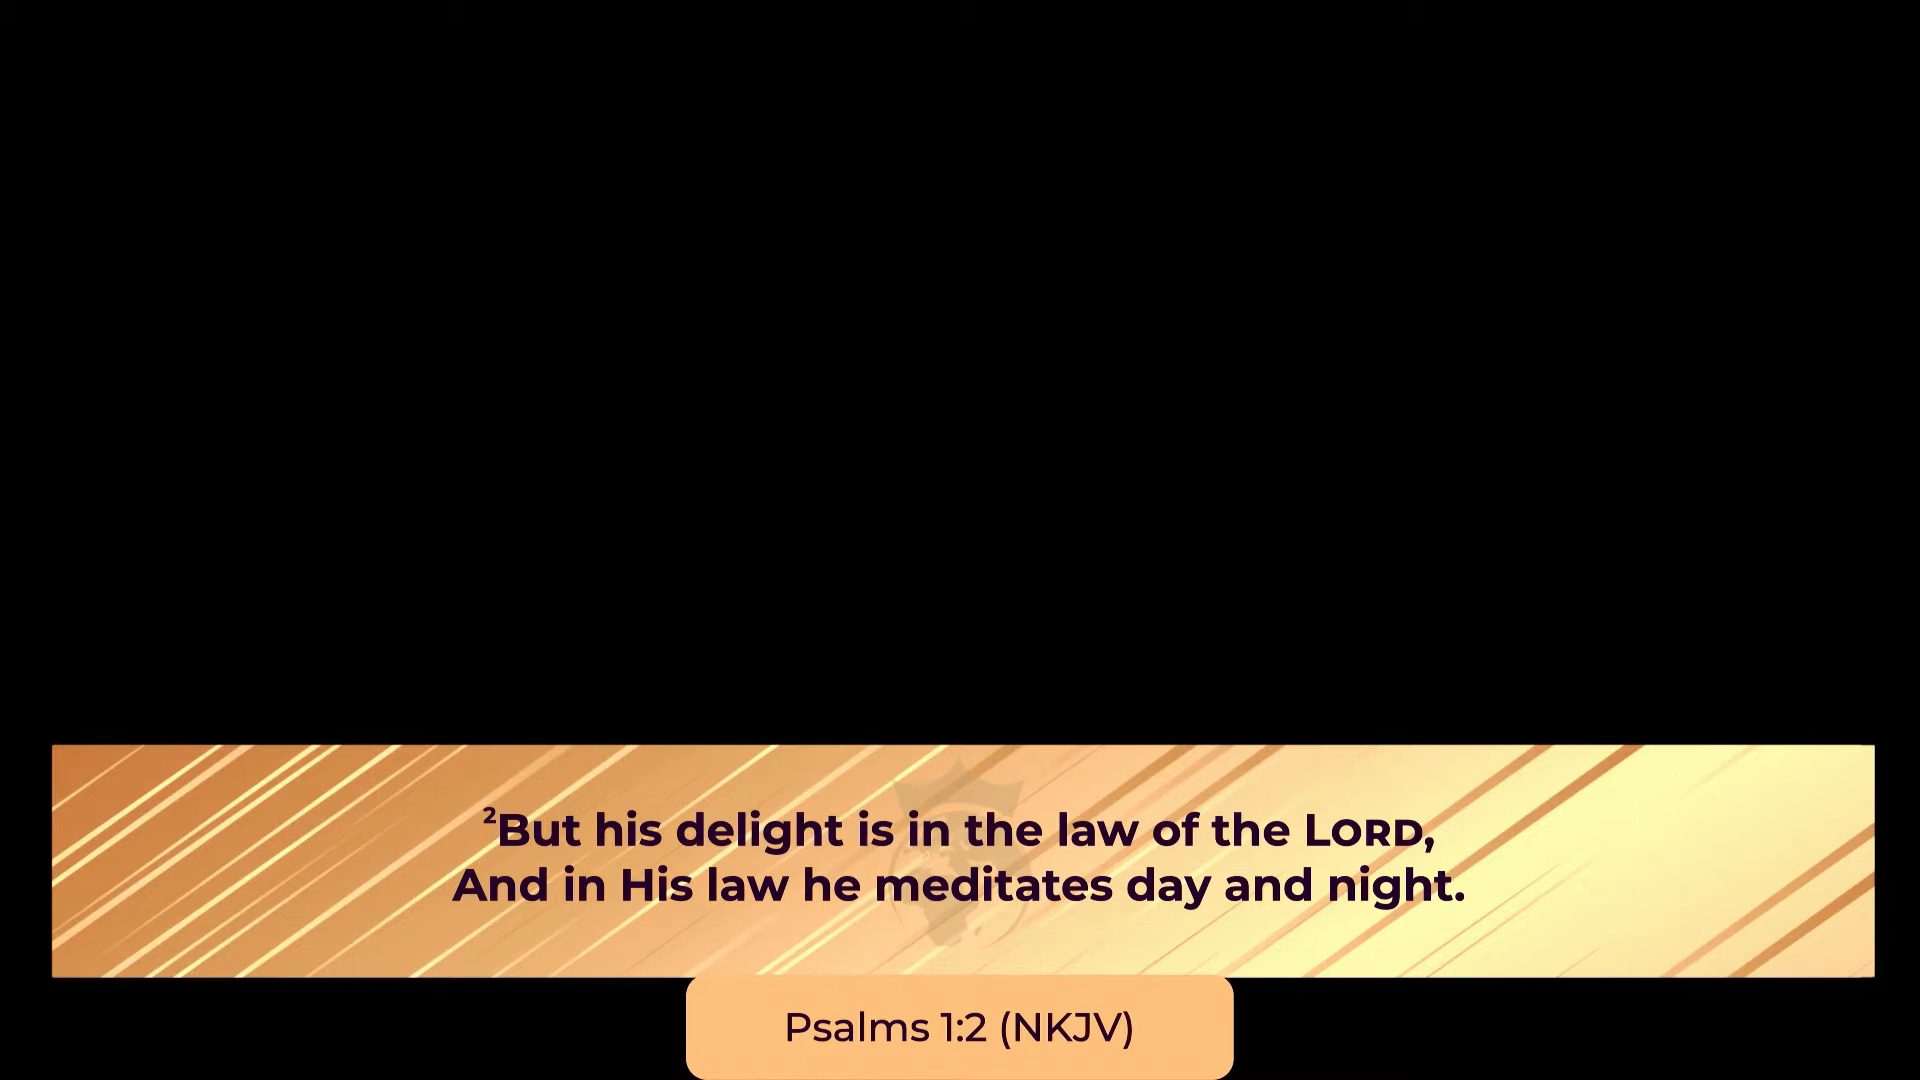 ²But his delight is in the law of the LORD,
And in His law he meditates day and night.
Psalms 1:2 (NKJV)